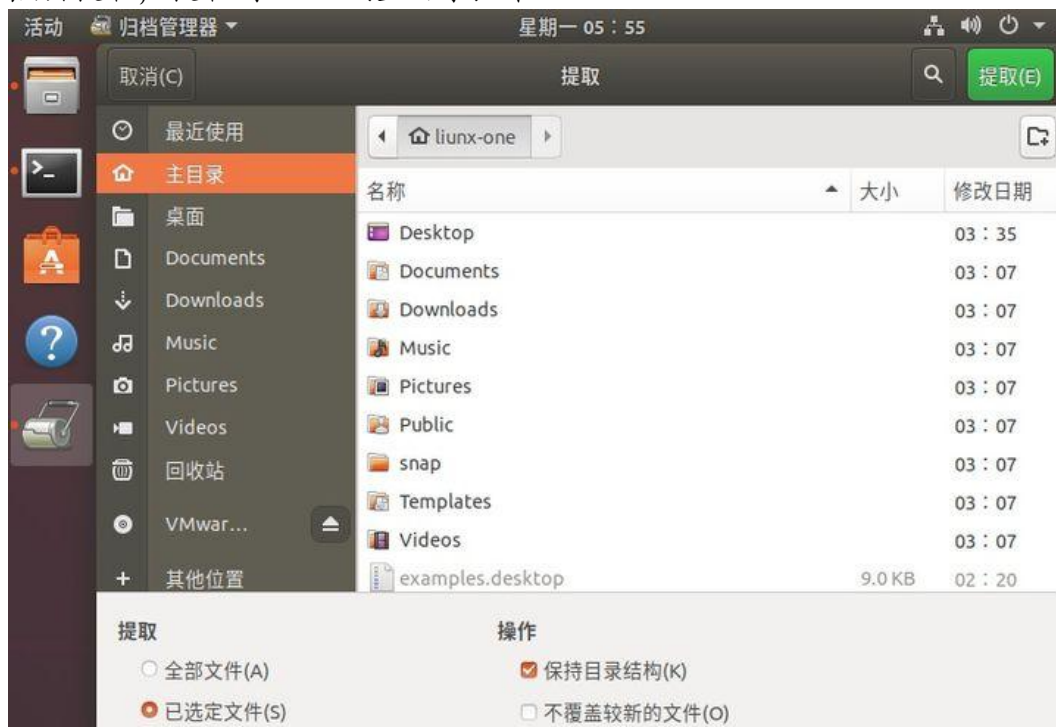 活动 归档管理器 星期一 05：55
取消(C) 提取 提取(E)
最近使用
主目录
桌面
Documents
Downloads
Music
Pictures
Videos
回收站
VMwar...
其他位置
liunx-one
名称 大小 修改日期
Desktop 03：35
Documents 03：07
Downloads 03：07
Music 03：07
Pictures 03：07
Public 03：07
snap 03：07
Templates 03：07
Videos 03：07
examples.desktop 9.0 KB 02：20
提取 操作
全部文件(A) 保持目录结构(K)
已选定文件(S) 不覆盖较新的文件(O)